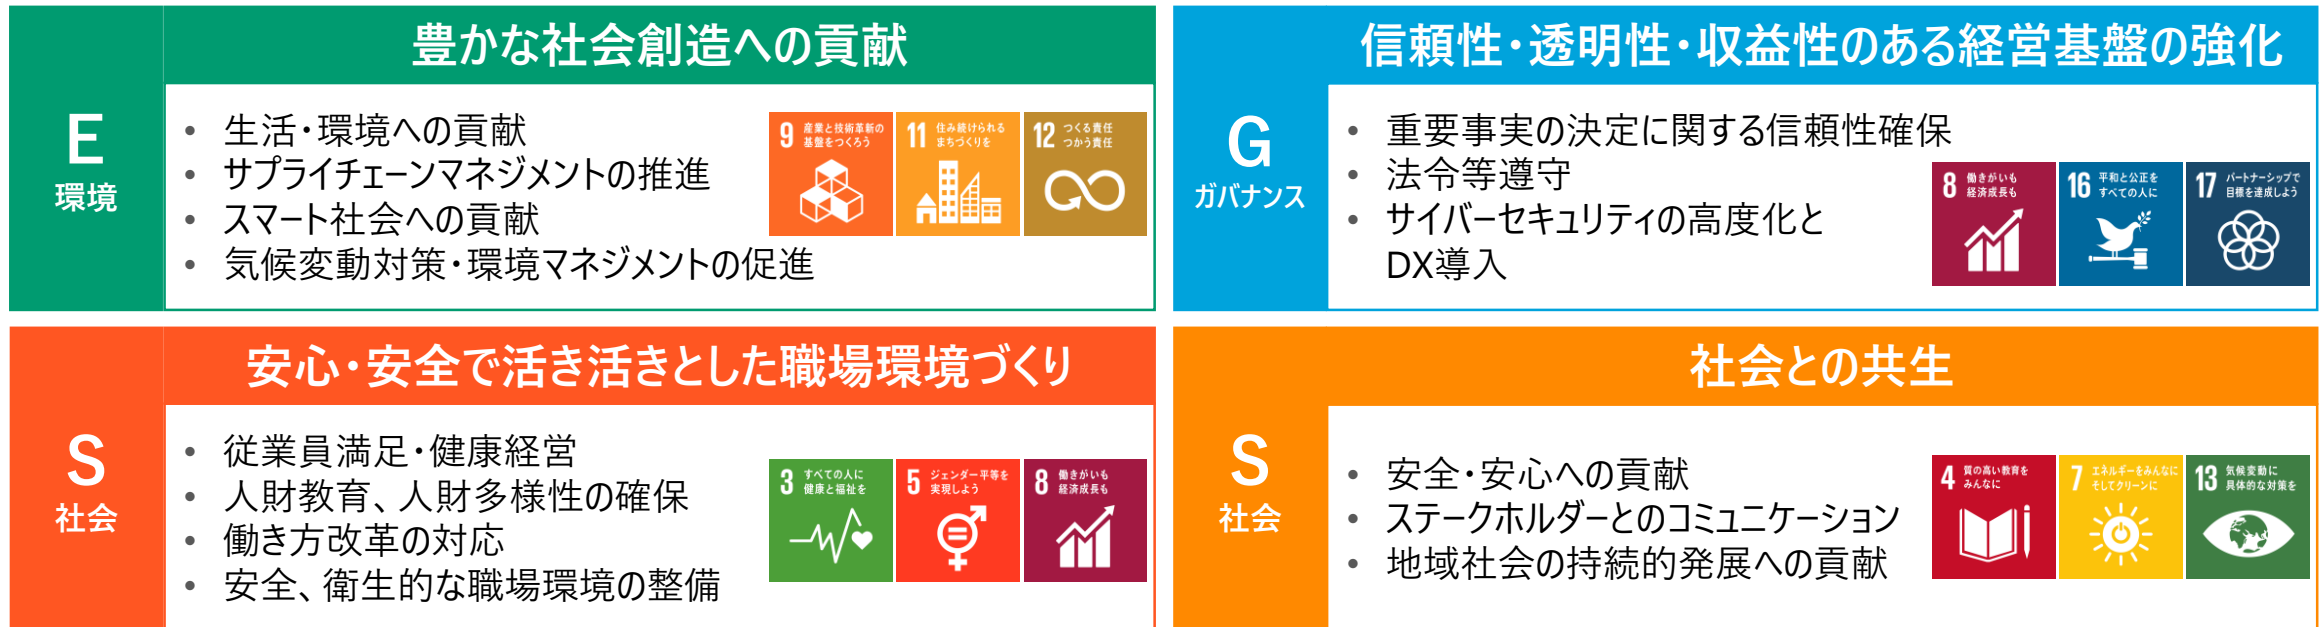 豊かな社会創造への貢献
E
環境
• 生活・環境への貢献
• サプライチェーンマネジメントの推進
• スマート社会への貢献
• 気候変動対策・環境マネジメントの促進
9 産業と技術革新の
基盤をつくろう
11 住み続けられる
まちづくりを
12 つくる責任
つかう責任
信頼性・透明性・収益性のある経営基盤の強化
G
ガバナンス
• 重要事実の決定に関する信頼性確保
• 法令等遵守
• サイバーセキュリティの高度化と
DX導入
8 働きがいも
経済成長も
16 平和と公正を
すべての人に
17 パートナーシップで
目標を達成しよう
安心・安全で活き活きとした職場環境づくり
S
社会
• 従業員満足・健康経営
• 人財教育、人財多様性の確保
• 働き方改革の対応
• 安全、衛生的な職場環境の整備
3 すべての人に
健康と福祉を
5 ジェンダー平等を
実現しよう
8 働きがいも
経済成長も
社会との共生
S
社会
• 安全・安心への貢献
• ステークホルダーとのコミュニケーション
• 地域社会の持続的発展への貢献
4 質の高い教育を
みんなに
7 エネルギーをみんなに
そしてクリーンに
13 気候変動に
具体的な対策を